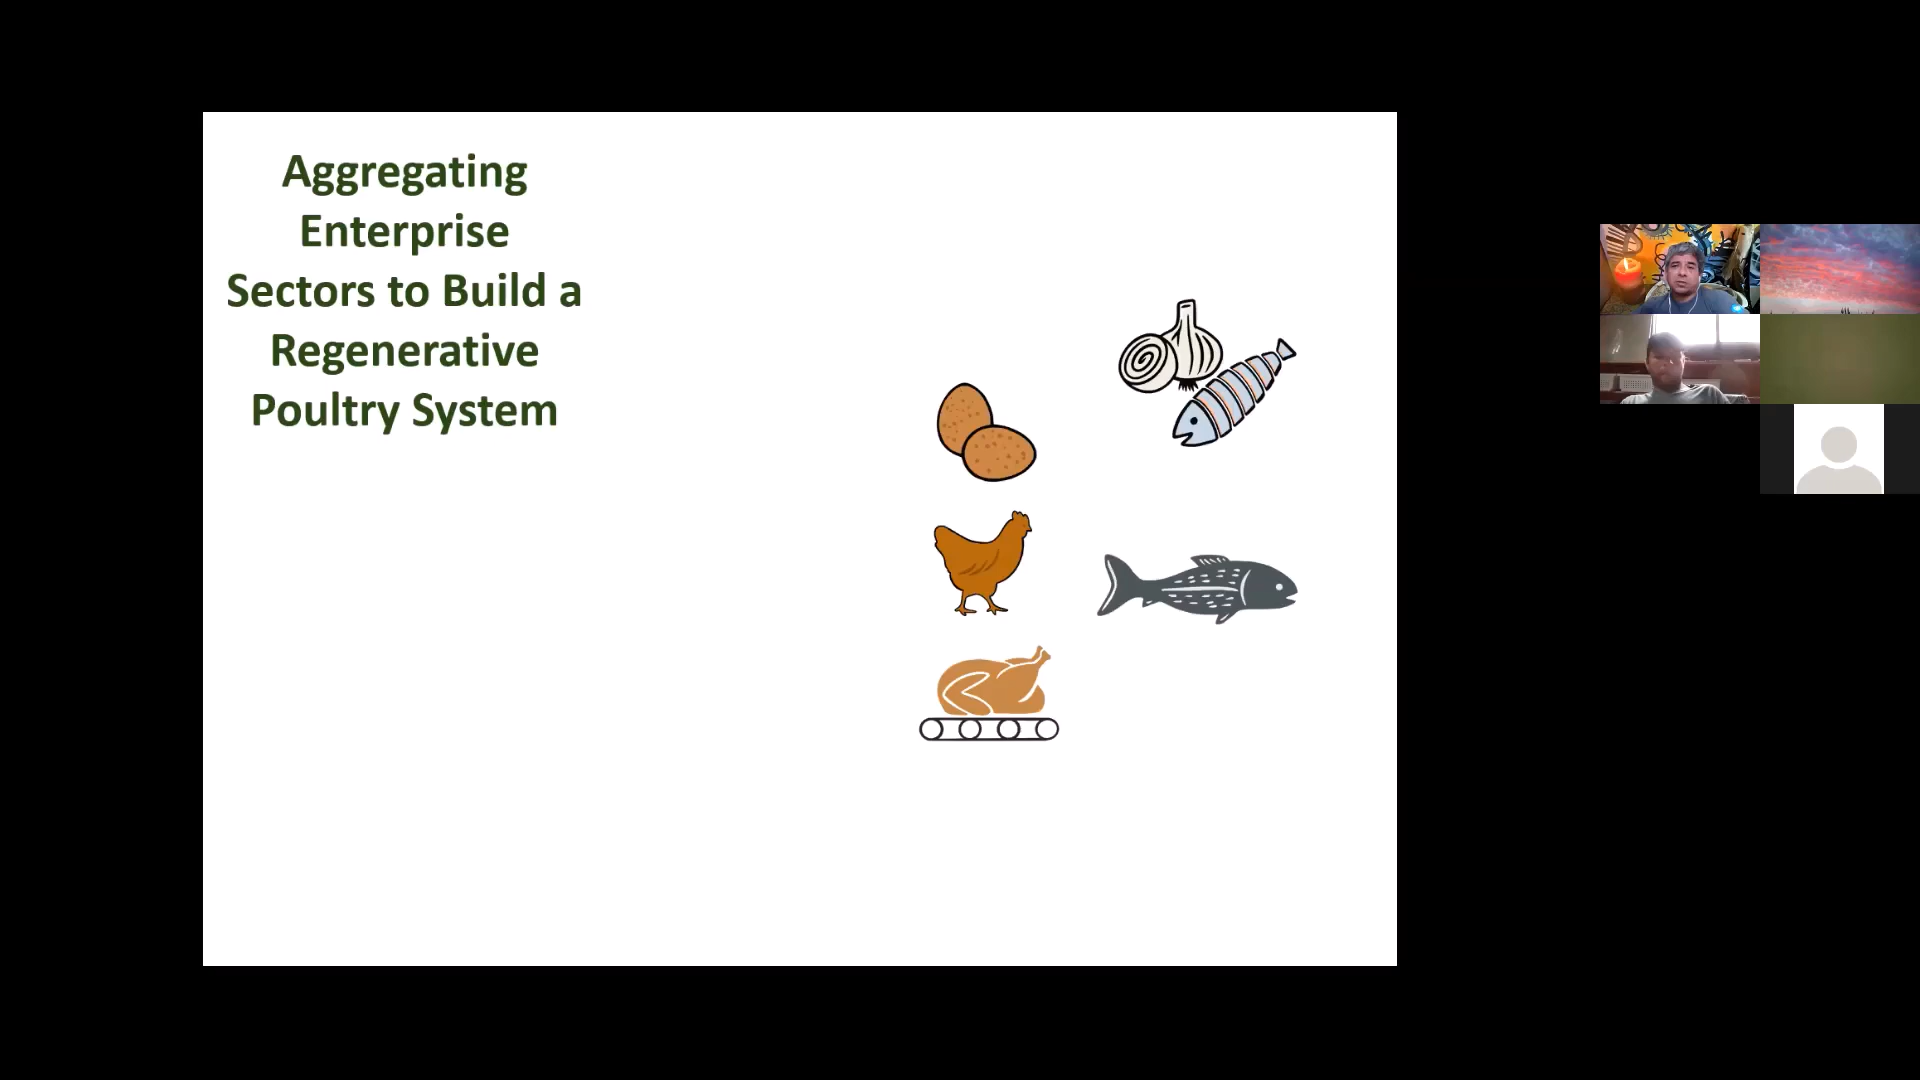 Aggregating
Enterprise
Sectors to Build a
Regenerative
Poultry System